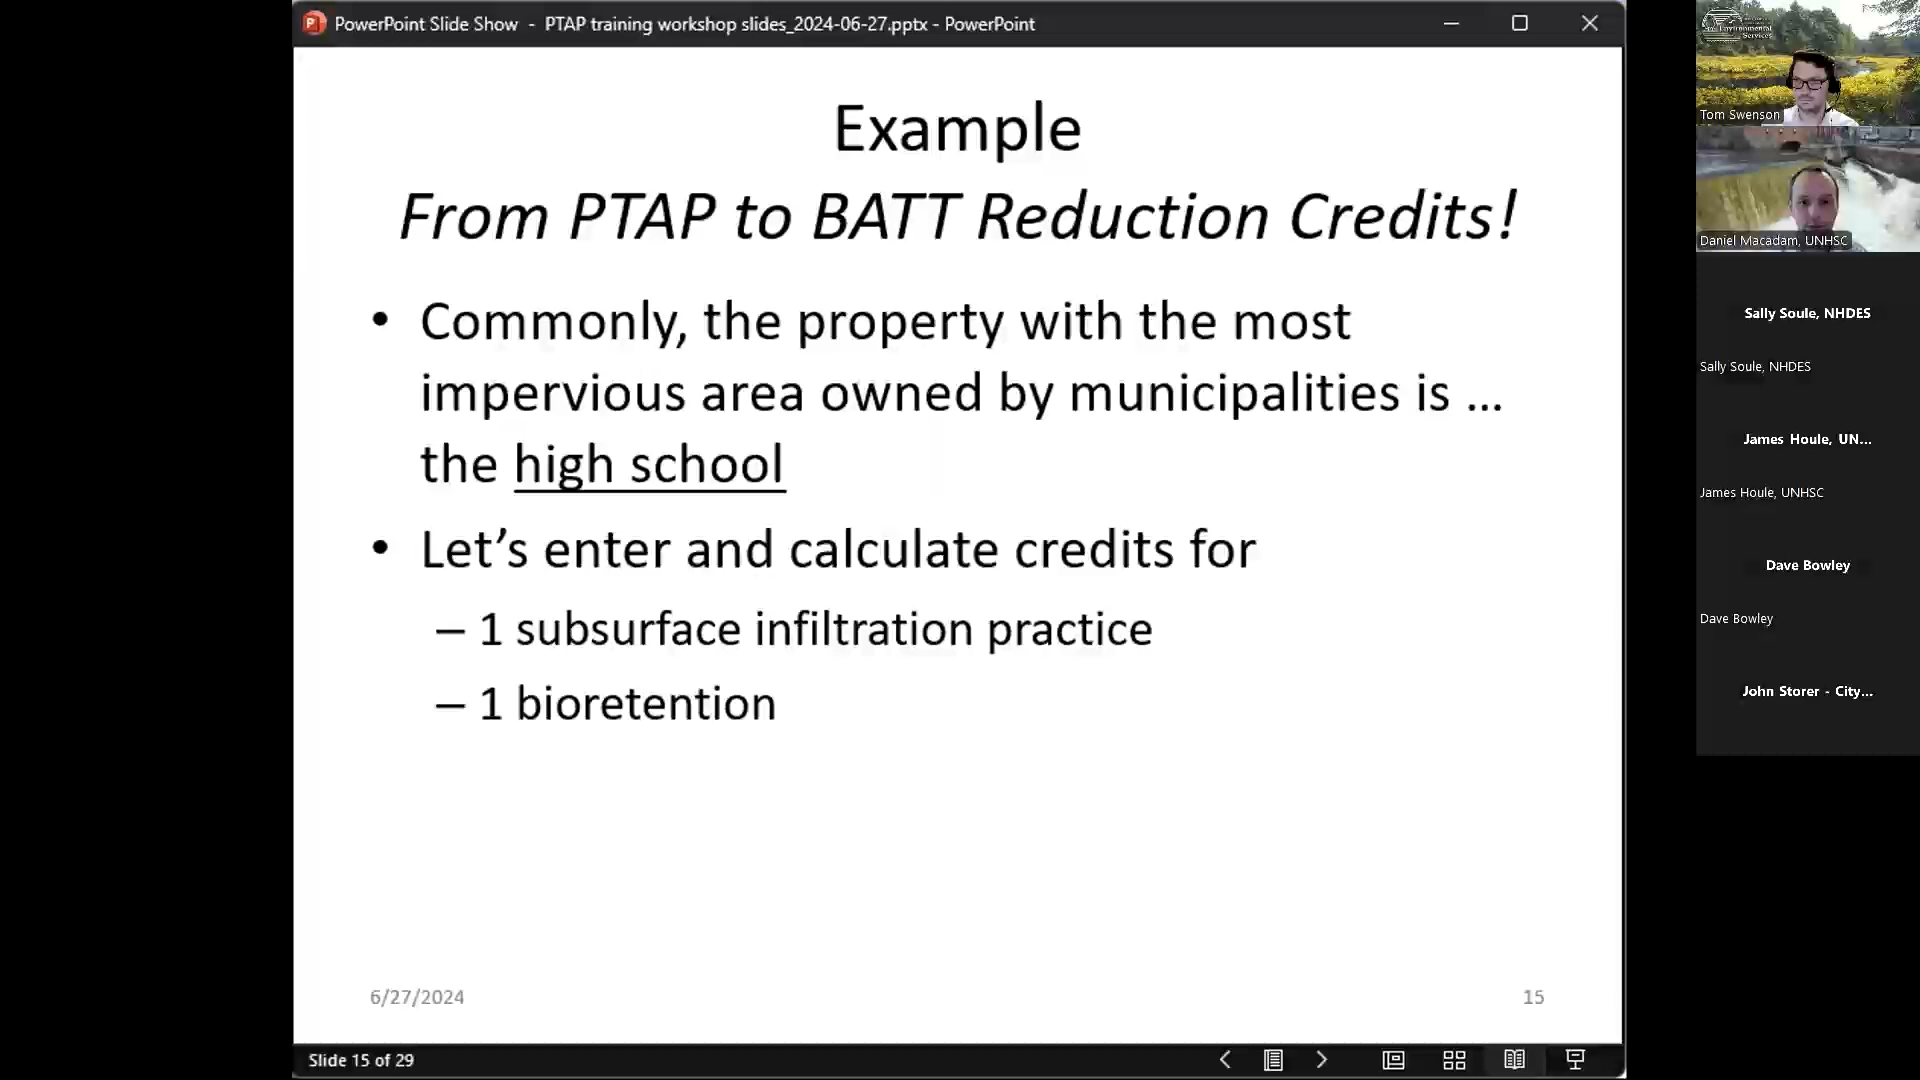 PowerPoint Slide Show - PTAP training workshop slides_2024-06-27.pptx - PowerPoint
Example
From PTAP to BATT Reduction Credits!
• Commonly, the property with the most
impervious area owned by municipalities is ...
the high school
• Let’s enter and calculate credits for
– 1 subsurface infiltration practice
– 1 bioretention
6/27/2024
15
Slide 15 of 29
Environmental
Services
Tom Swenson
Daniel Macadam, UNHSC
Sally Soule, NHDES
Sally Soule, NHDES
James Houle, UN...
James Houle, UNHSC
Dave Bowley
Dave Bowley
John Storer - City...